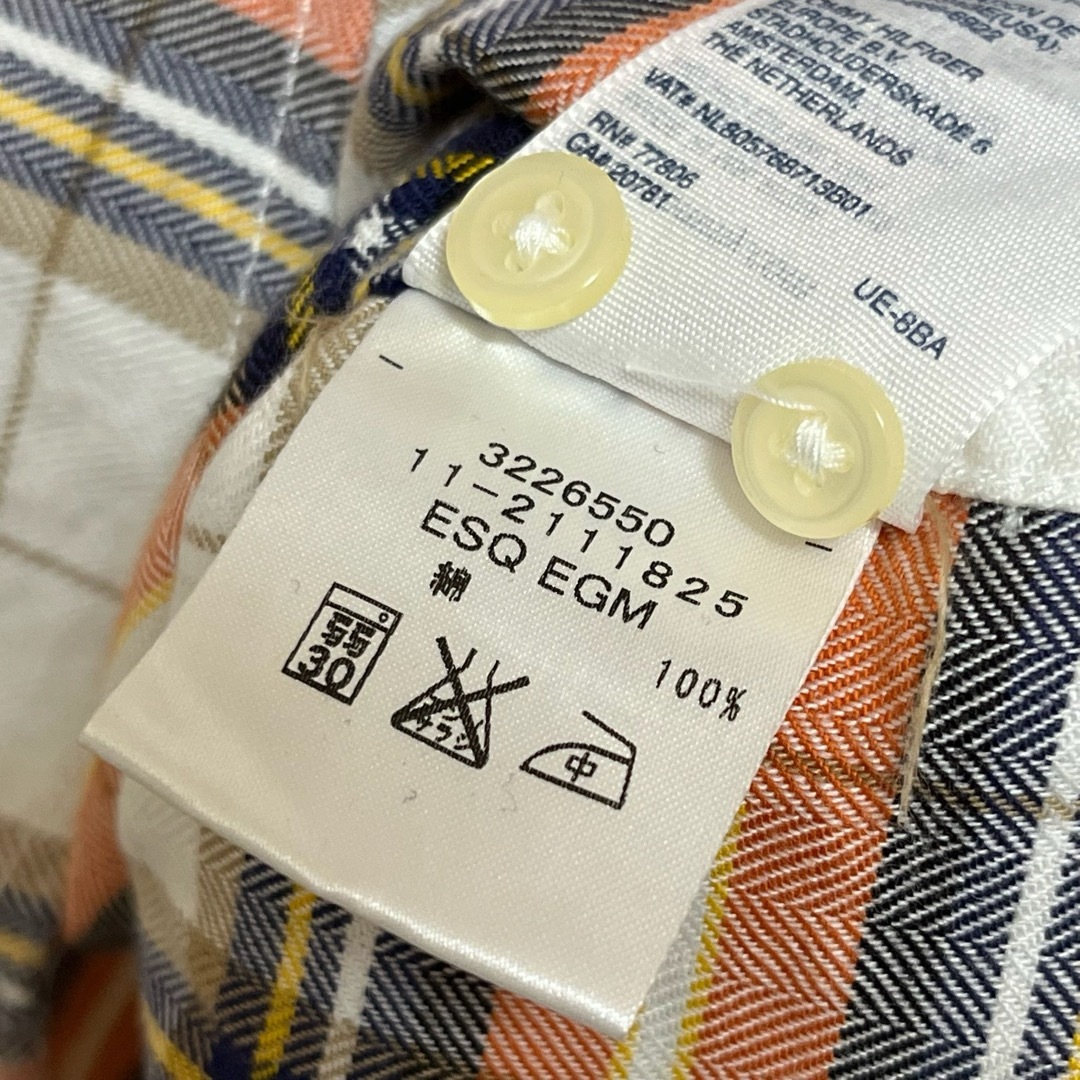 EUROPE B.V.
STADHOUDERSKADE 6
AMSTERDAM,
THE NETHERLANDS
VAT# NL805788713B01
RN# 77806
CA# 20781
UE-8BA
3226550
11-2111825
ESQ EGM
綿 100%
弱
30
中